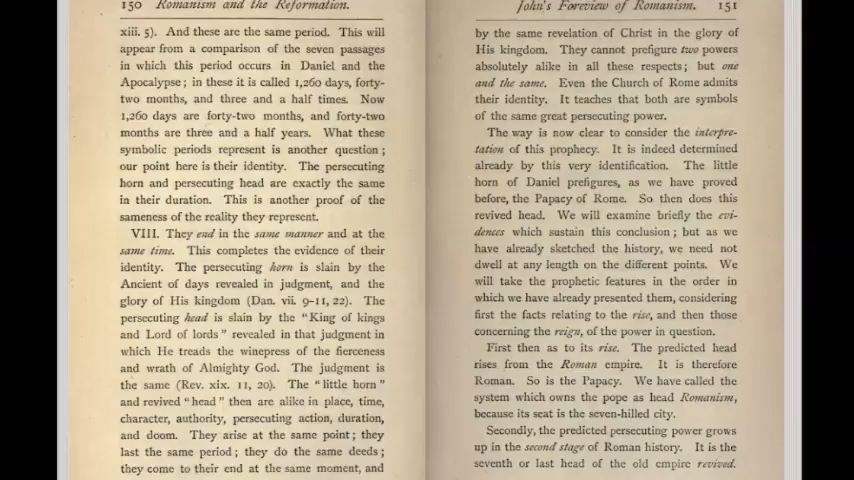 150 Romanism and the Reformation.
xiii. 5). And these are the same period. This will
appear from a comparison of the seven passages
in which this period occurs in Daniel and the
Apocalypse; in these it is called 1,260 days, forty-
two months, and three and a half times. Now
1,260 days are forty-two months, and forty-two
months are three and a half years. What these
symbolic periods represent is another question;
our point here is their identity. The persecuting
horn and persecuting head are exactly the same
in their duration. This is another proof of the
sameness of the reality they represent.
VIII. They end in the same manner and at the
same time. This completes the evidence of their
identity. The persecuting horn is slain by the
Ancient of days revealed in judgment, and the
glory of His kingdom (Dan. vii. 9-11, 22). The
persecuting head is slain by the "King of kings
and Lord of lords" revealed in that judgment in
which He treads the winepress of the fierceness
and wrath of Almighty God. The judgment is
the same (Rev. xix. 11, 20). The "little horn"
and revived "head" then are alike in place, time,
character, authority, persecuting action, duration,
and doom. They arise at the same point; they
last the same period; they do the same deeds;
they come to their end at the same moment, and
John's Foreview of Romanism. 151
by the same revelation of Christ in the glory of
His kingdom. They cannot prefigure two powers
absolutely alike in all these respects; but one
and the same. Even the Church of Rome admits
their identity. It teaches that both are symbols
of the same great persecuting power.
The way is now clear to consider the interpre-
tation of this prophecy. It is indeed determined
already by this very identification. The little
horn of Daniel prefigures, as we have proved
before, the Papacy of Rome. So then does this
revived head. We will examine briefly the evi-
dences which sustain this conclusion; but as we
have already sketched the history, we need not
dwell at any length on the different points. We
will take the prophetic features in the order in
which we have already presented them, considering
first the facts relating to the rise, and then those
concerning the reign, of the power in question.
First then as to its rise. The predicted head
rises from the Roman empire. It is therefore
Roman. So is the Papacy. We have called the
system which owns the pope as head Romanism,
because its seat is the seven-hilled city.
Secondly, the predicted persecuting power grows
up in the second stage of Roman history. It is the
seventh or last head of the old empire revived.